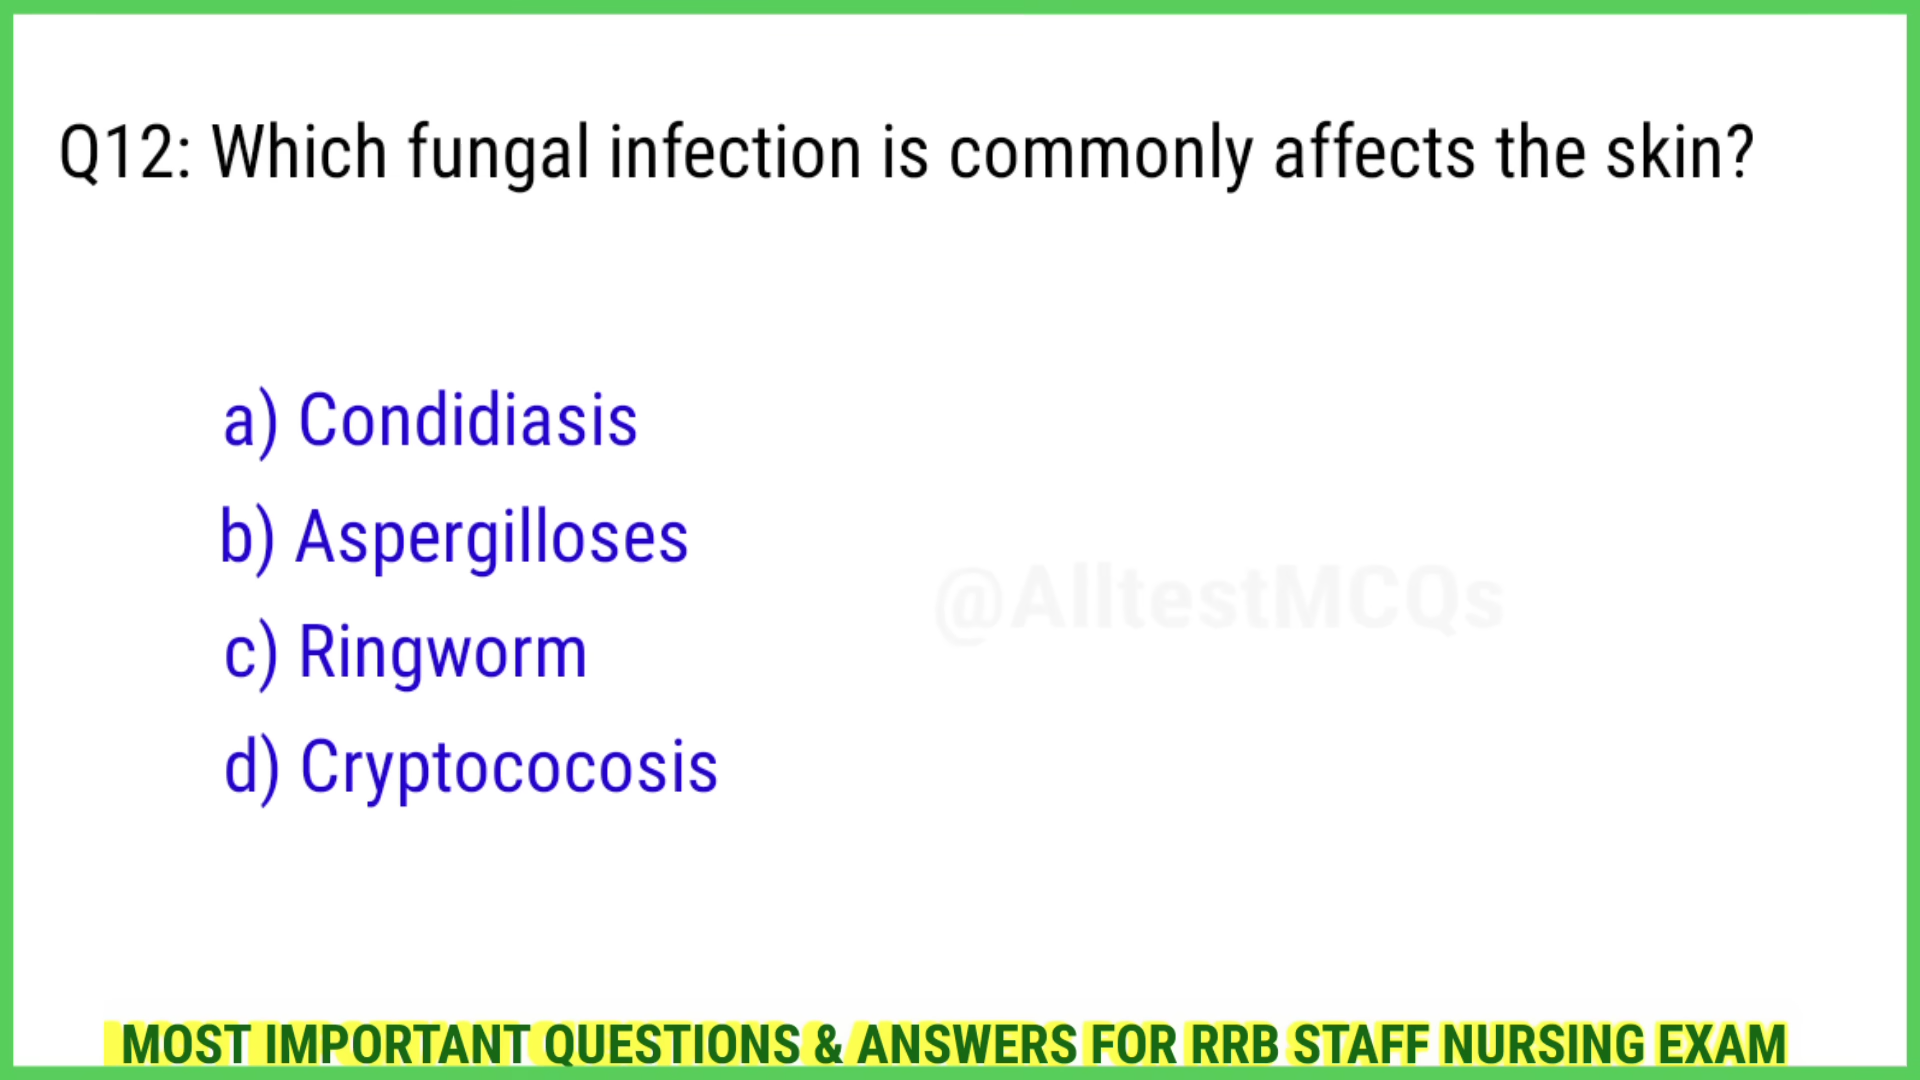 Q12: Which fungal infection is commonly affects the skin?
a) Condidiasis
b) Aspergilloses
c) Ringworm
@AlltestMCQs
d) Cryptococosis
MOST IMPORTANT QUESTIONS & ANSWERS FOR RRB STAFF NURSING EXAM